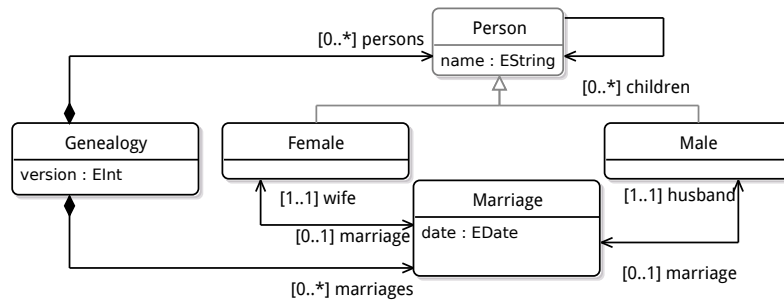 Person
name : EString
[0..*] persons
[0..*] children
Genealogy
version : EInt
Female
Male
[1..1] wife
[0..1] marriage
Marriage
date : EDate
[1..1] husband
[0..1] marriage
[0..*] marriages